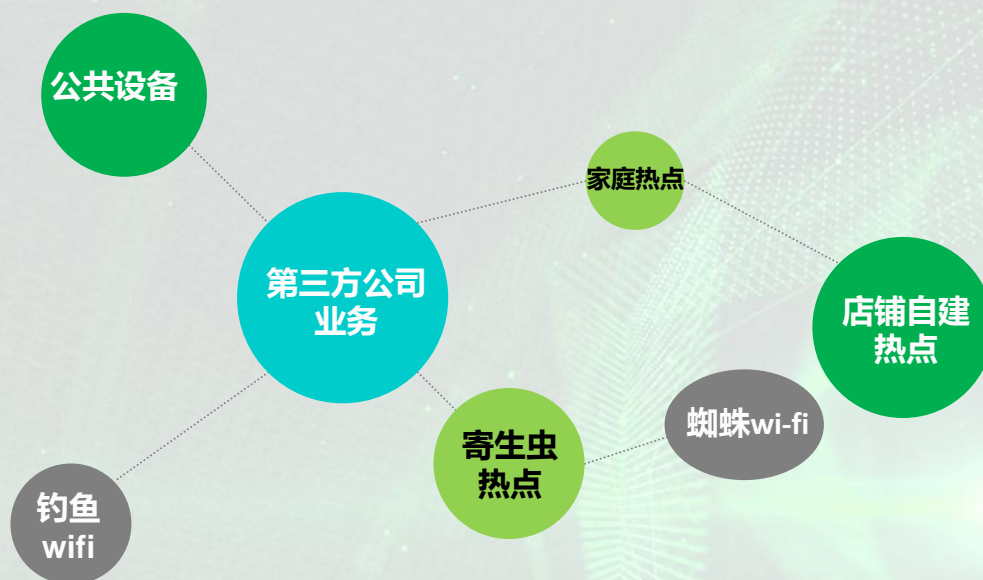 公共设备
家庭热点
第三方公司
业务
店铺自建
热点
蜘蛛wi-fi
寄生虫
热点
钓鱼
wifi